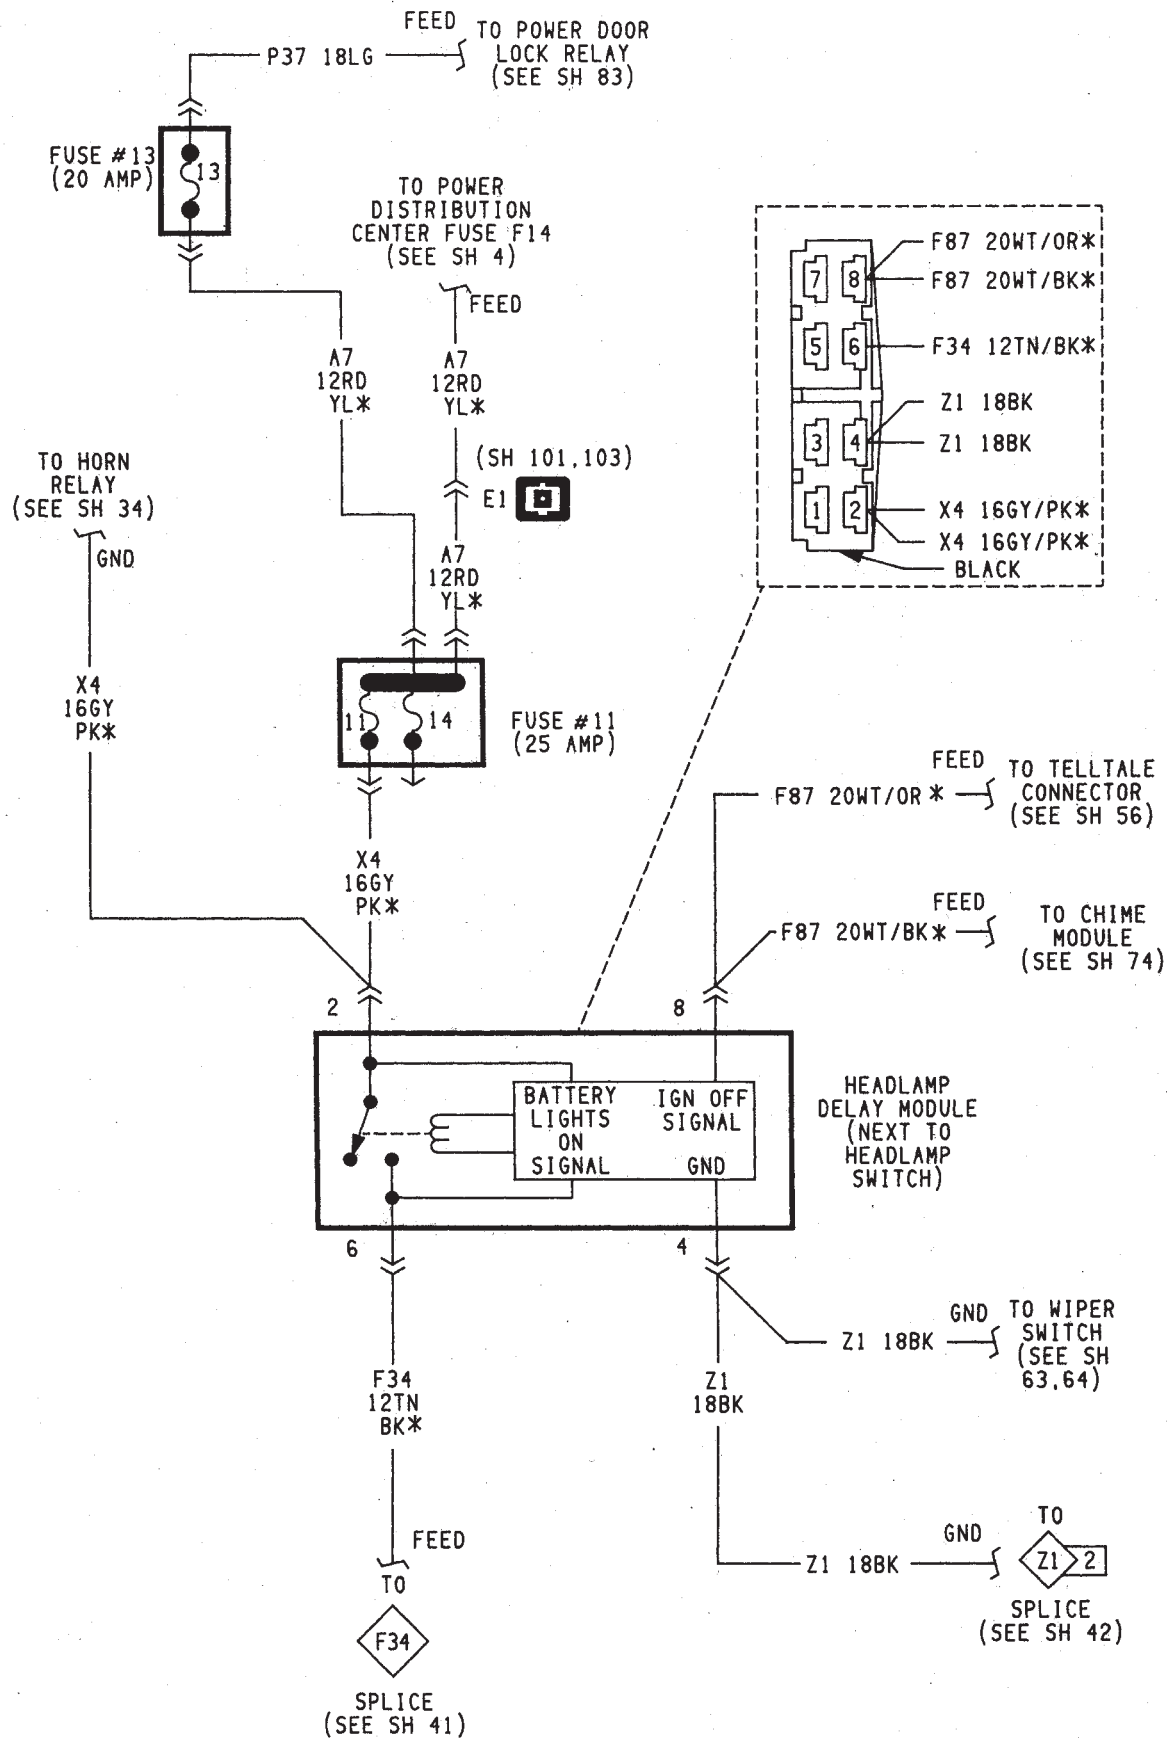 FEED
TO POWER DOOR
LOCK RELAY
(SEE SH 83)
P37 18LG
FUSE #13
(20 AMP)
13
TO POWER
DISTRIBUTION
CENTER FUSE F14
(SEE SH 4)
FEED
A7
12RD
YL*
A7
12RD
YL*
(SH 101,103)
E1
A7
12RD
YL*
TO HORN
RELAY
(SEE SH 34)
GND
X4
16GY
PK*
7
8
5
6
3
4
1
2
F87 20WT/OR*
F87 20WT/BK*
F34 12TN/BK*
Z1 18BK
Z1 18BK
X4 16GY/PK*
X4 16GY/PK*
BLACK
11
14
FUSE #11
(25 AMP)
X4
16GY
PK*
FEED
F87 20WT/OR*
TO TELLTALE
CONNECTOR
(SEE SH 56)
FEED
F87 20WT/BK*
TO CHIME
MODULE
(SEE SH 74)
2
8
BATTERY
LIGHTS
ON
SIGNAL
IGN OFF
SIGNAL
GND
HEADLAMP
DELAY MODULE
(NEXT TO
HEADLAMP
SWITCH)
6
4
GND
Z1 18BK
TO WIPER
SWITCH
(SEE SH
63,64)
F34
12TN
BK*
Z1
18BK
FEED
TO
F34
SPLICE
(SEE SH 41)
GND
Z1 18BK
TO
Z1
2
SPLICE
(SEE SH 42)